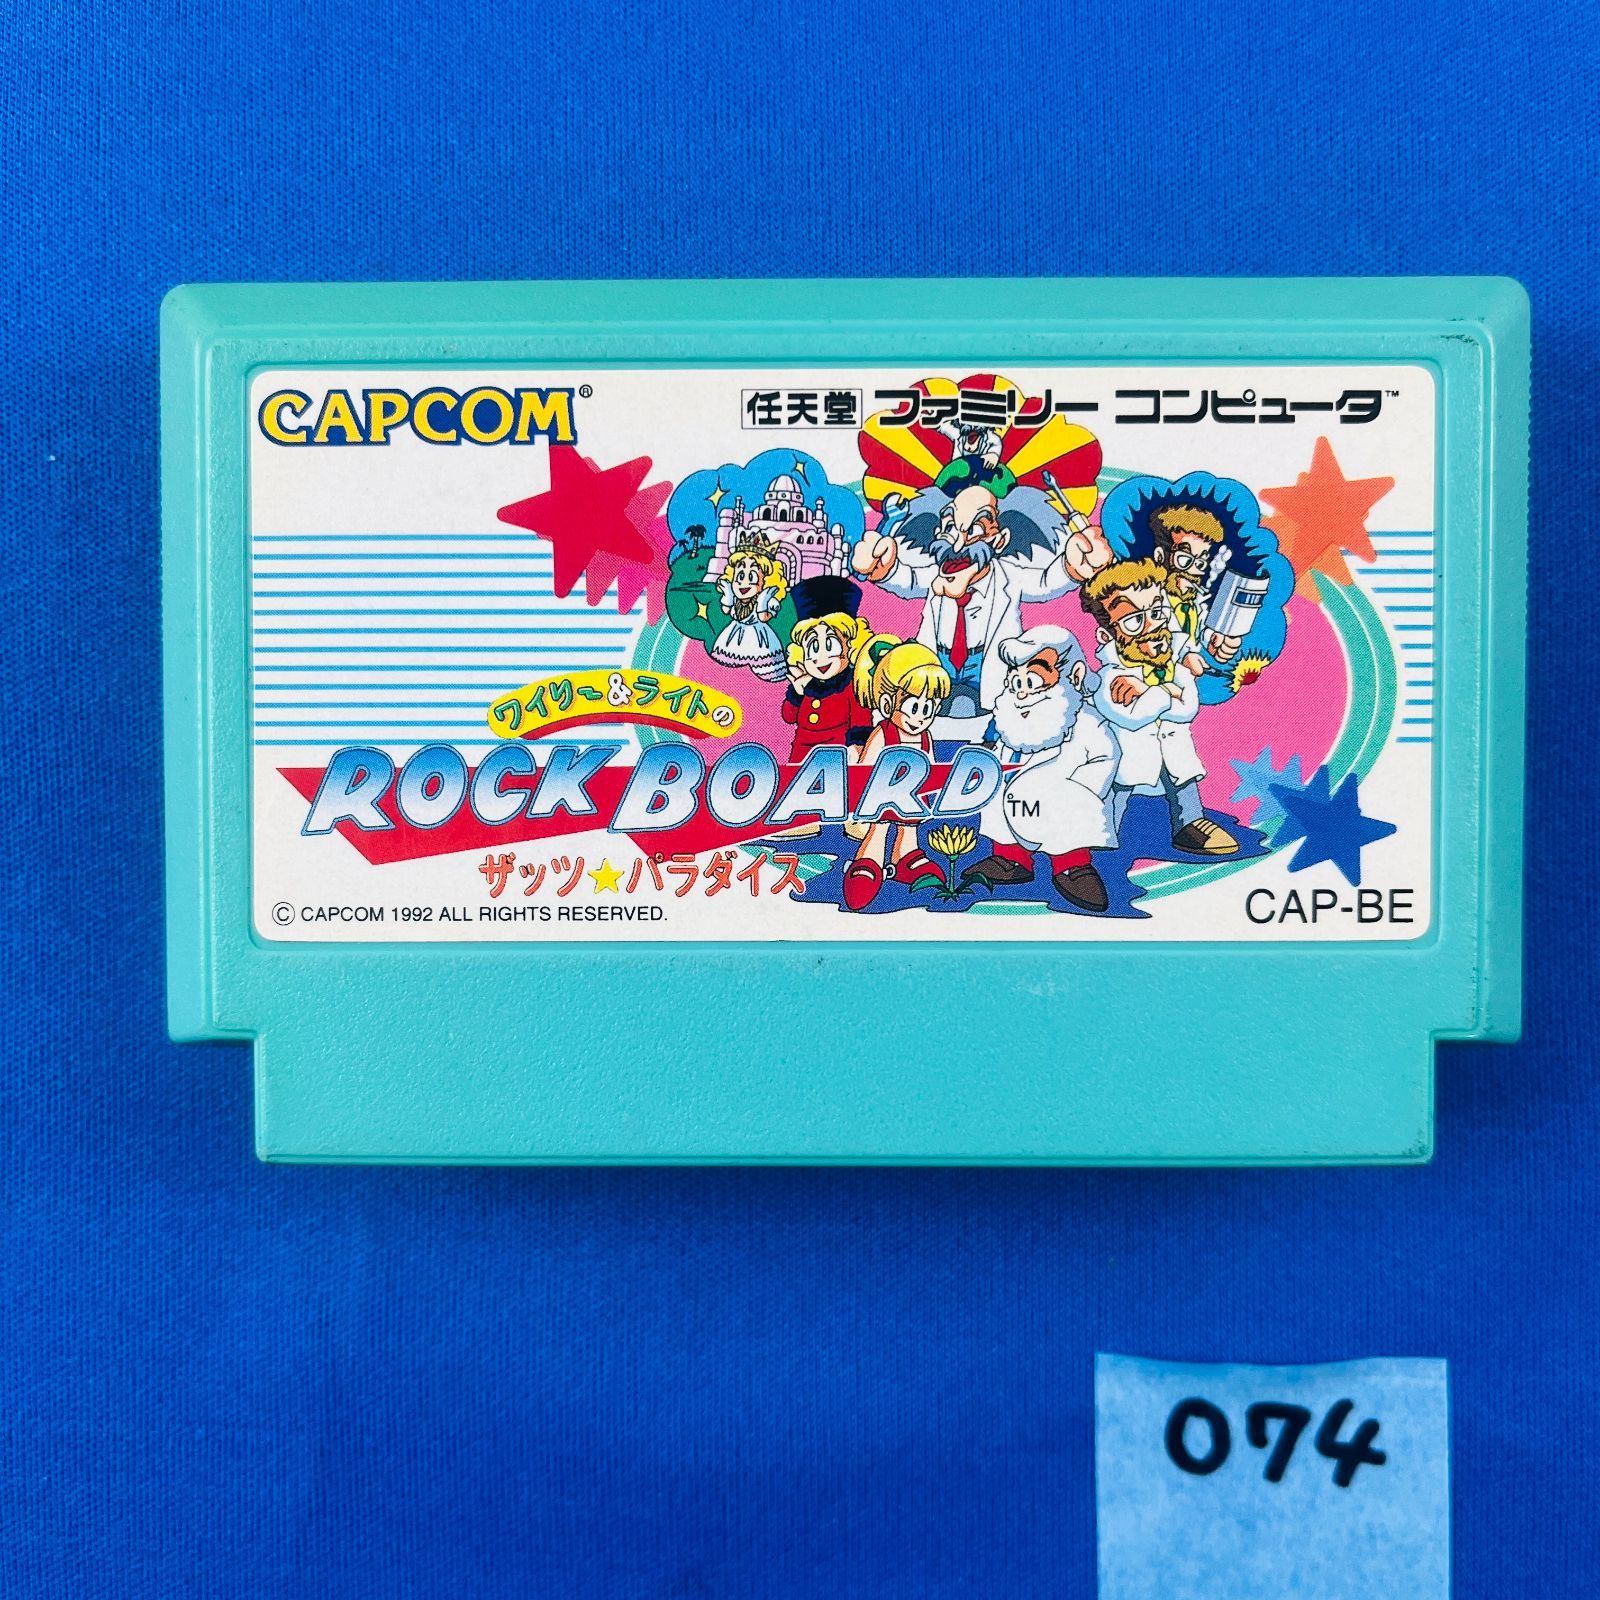 CAPCOM®
任天堂 ファミリー コンピュータ™
ワイリー&ライトの
ROCK BOARD™
ザッツ★パラダイス
© CAPCOM 1992 ALL RIGHTS RESERVED.
CAP-BE
074